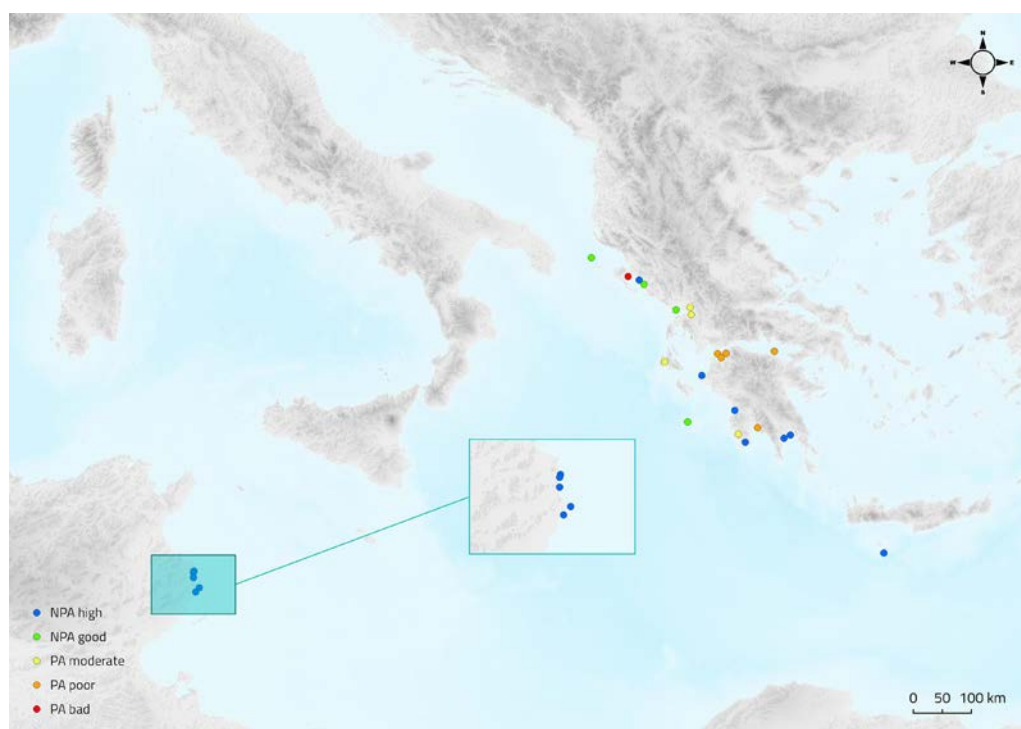 N
W E
S
NPA high
NPA good
PA moderate
PA poor
PA bad
0 50 100 km